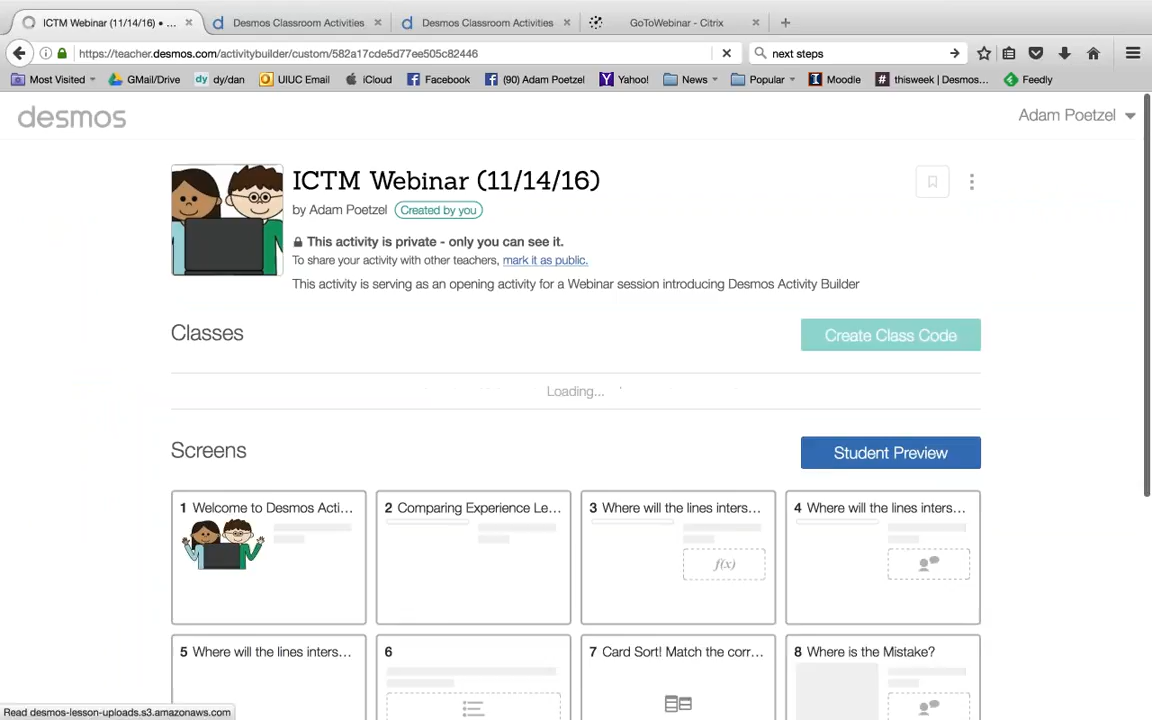 ICTM Webinar (11/14/16) • ...
Desmos Classroom Activities
Desmos Classroom Activities
GoToWebinar - Citrix
https://teacher.desmos.com/activitybuilder/custom/582a17cde5d77ee505c82446
next steps
Most Visited
GMail/Drive
dy/dan
UIUC Email
iCloud
Facebook
(90) Adam Poetzel
Yahoo!
News
Popular
Moodle
thisweek | Desmos...
Feedly
desmos
Adam Poetzel
ICTM Webinar (11/14/16)
by Adam Poetzel Created by you
This activity is private - only you can see it.
To share your activity with other teachers, mark it as public.
This activity is serving as an opening activity for a Webinar session introducing Desmos Activity Builder
Classes
Create Class Code
Loading...
Screens
Student Preview
1 Welcome to Desmos Acti...
2 Comparing Experience Le...
3 Where will the lines inters...
f(x)
4 Where will the lines inters...
5 Where will the lines inters...
6
7 Card Sort! Match the corr...
8 Where is the Mistake?
Read desmos-lesson-uploads.s3.amazonaws.com